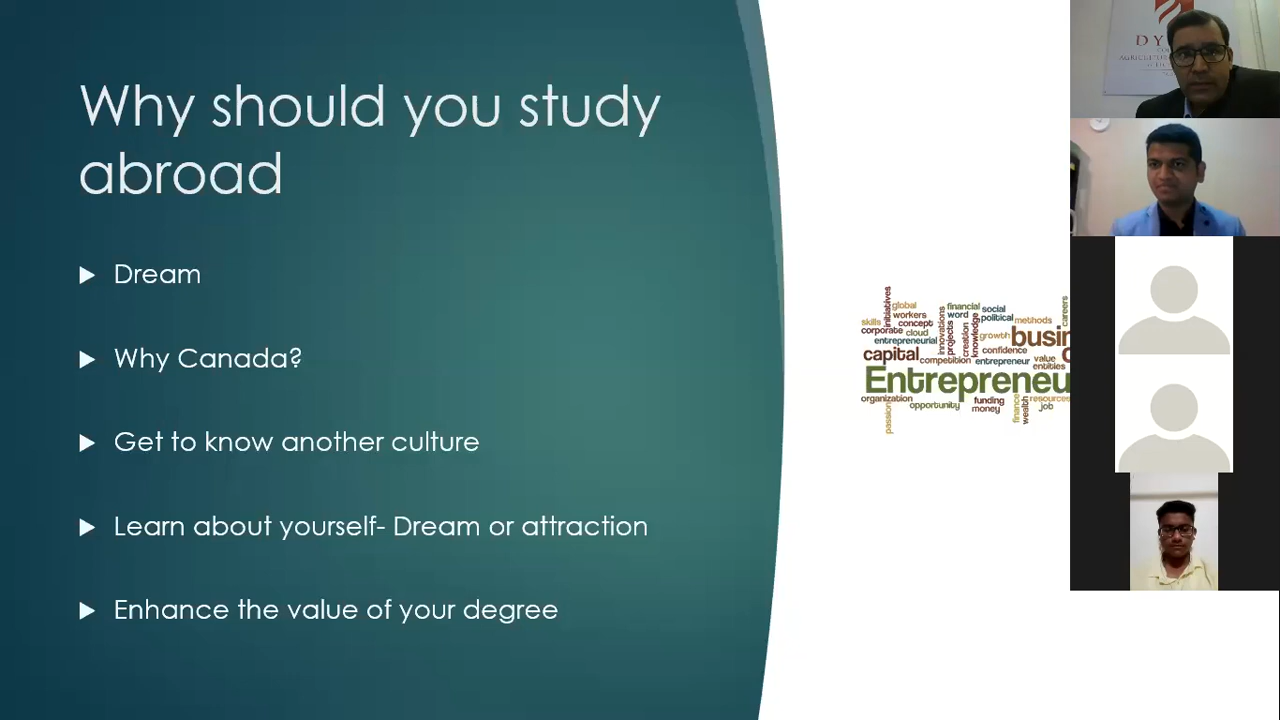 Why should you study
abroad
Dream
Why Canada?
Get to know another culture
Learn about yourself- Dream or attraction
Enhance the value of your degree
initiatives
global
workers
skills
concept
corporate
cloud
entrepreneurial
innovations
projects
financial
word
creation
knowledge
social
political
methods
careers
growth
busin
capital
competition
confidence
entrepreneur
value
entities
Entrepreneu
organization
passion
opportunity
funding
money
finance
wealth
resources
job
D Y